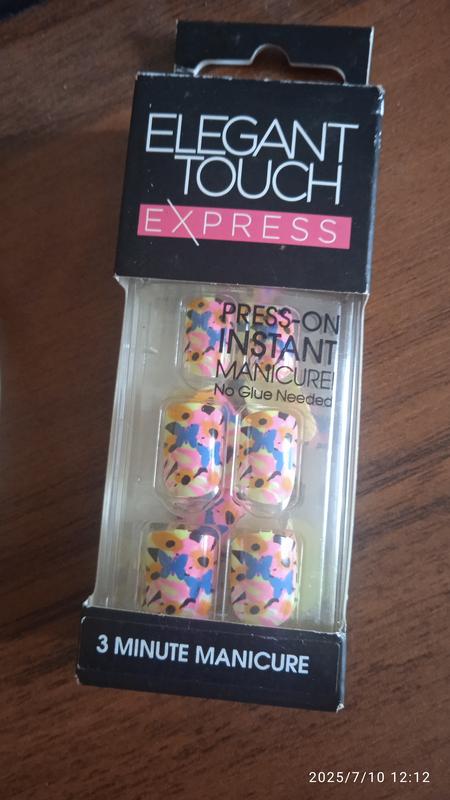 ELEGANT
TOUCH
EXPRESS
PRESS-ON
INSTANT
MANICURE!
No Glue Needed
3 MINUTE MANICURE
2025/7/10 12:12